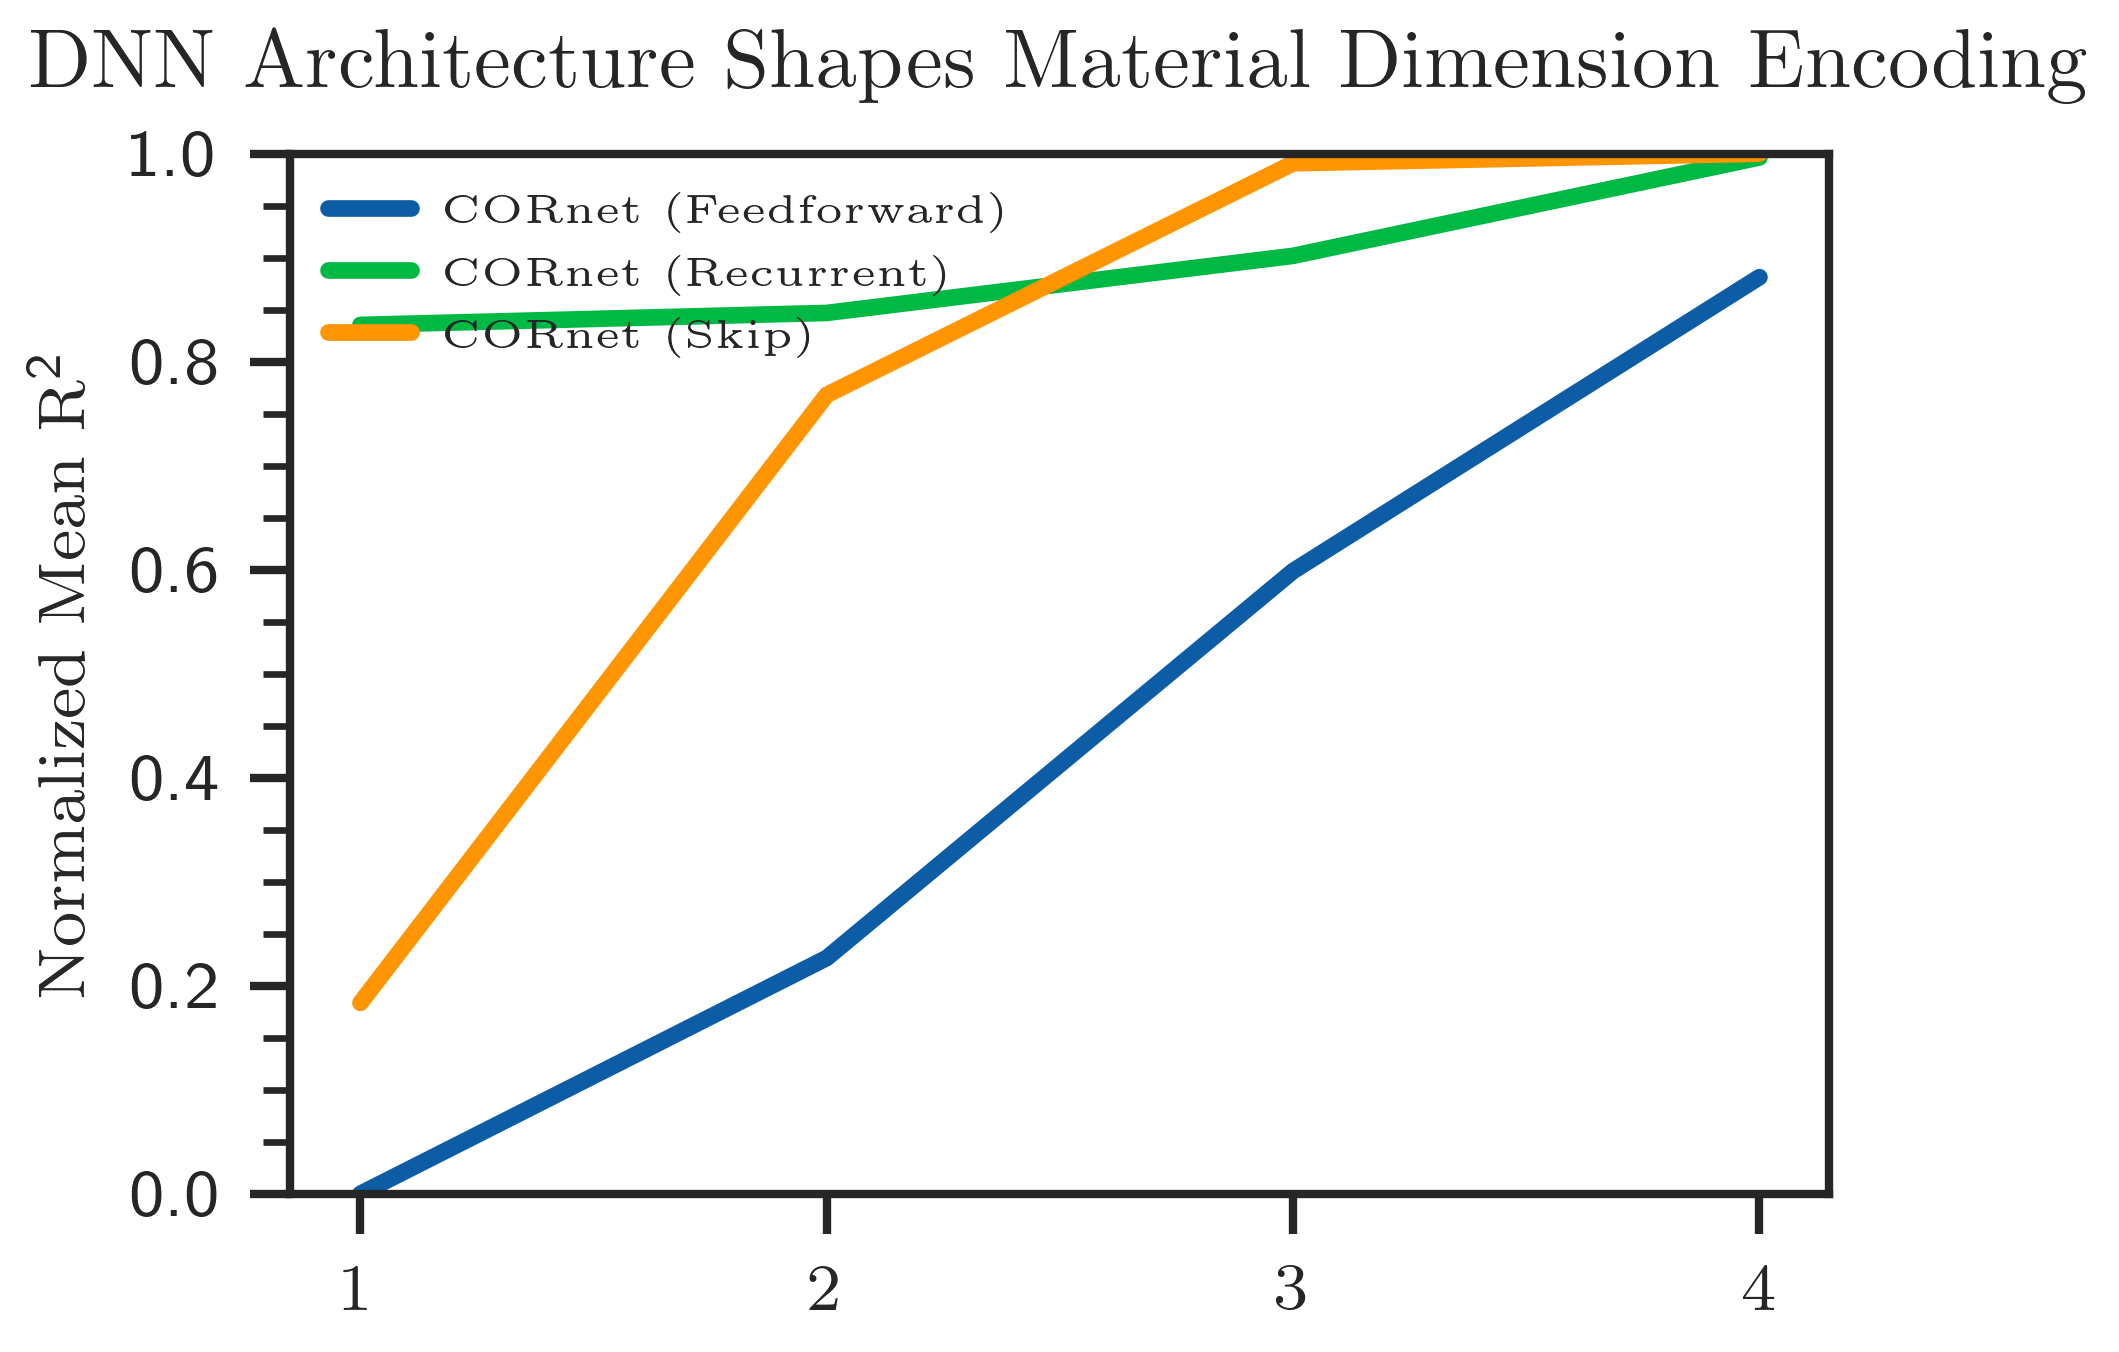 DNN Architecture Shapes Material Dimension Encoding
Normalized Mean R²
1.0
0.8
0.6
0.4
0.2
0.0
CORnet (Feedforward)
CORnet (Recurrent)
CORnet (Skip)
1
2
3
4